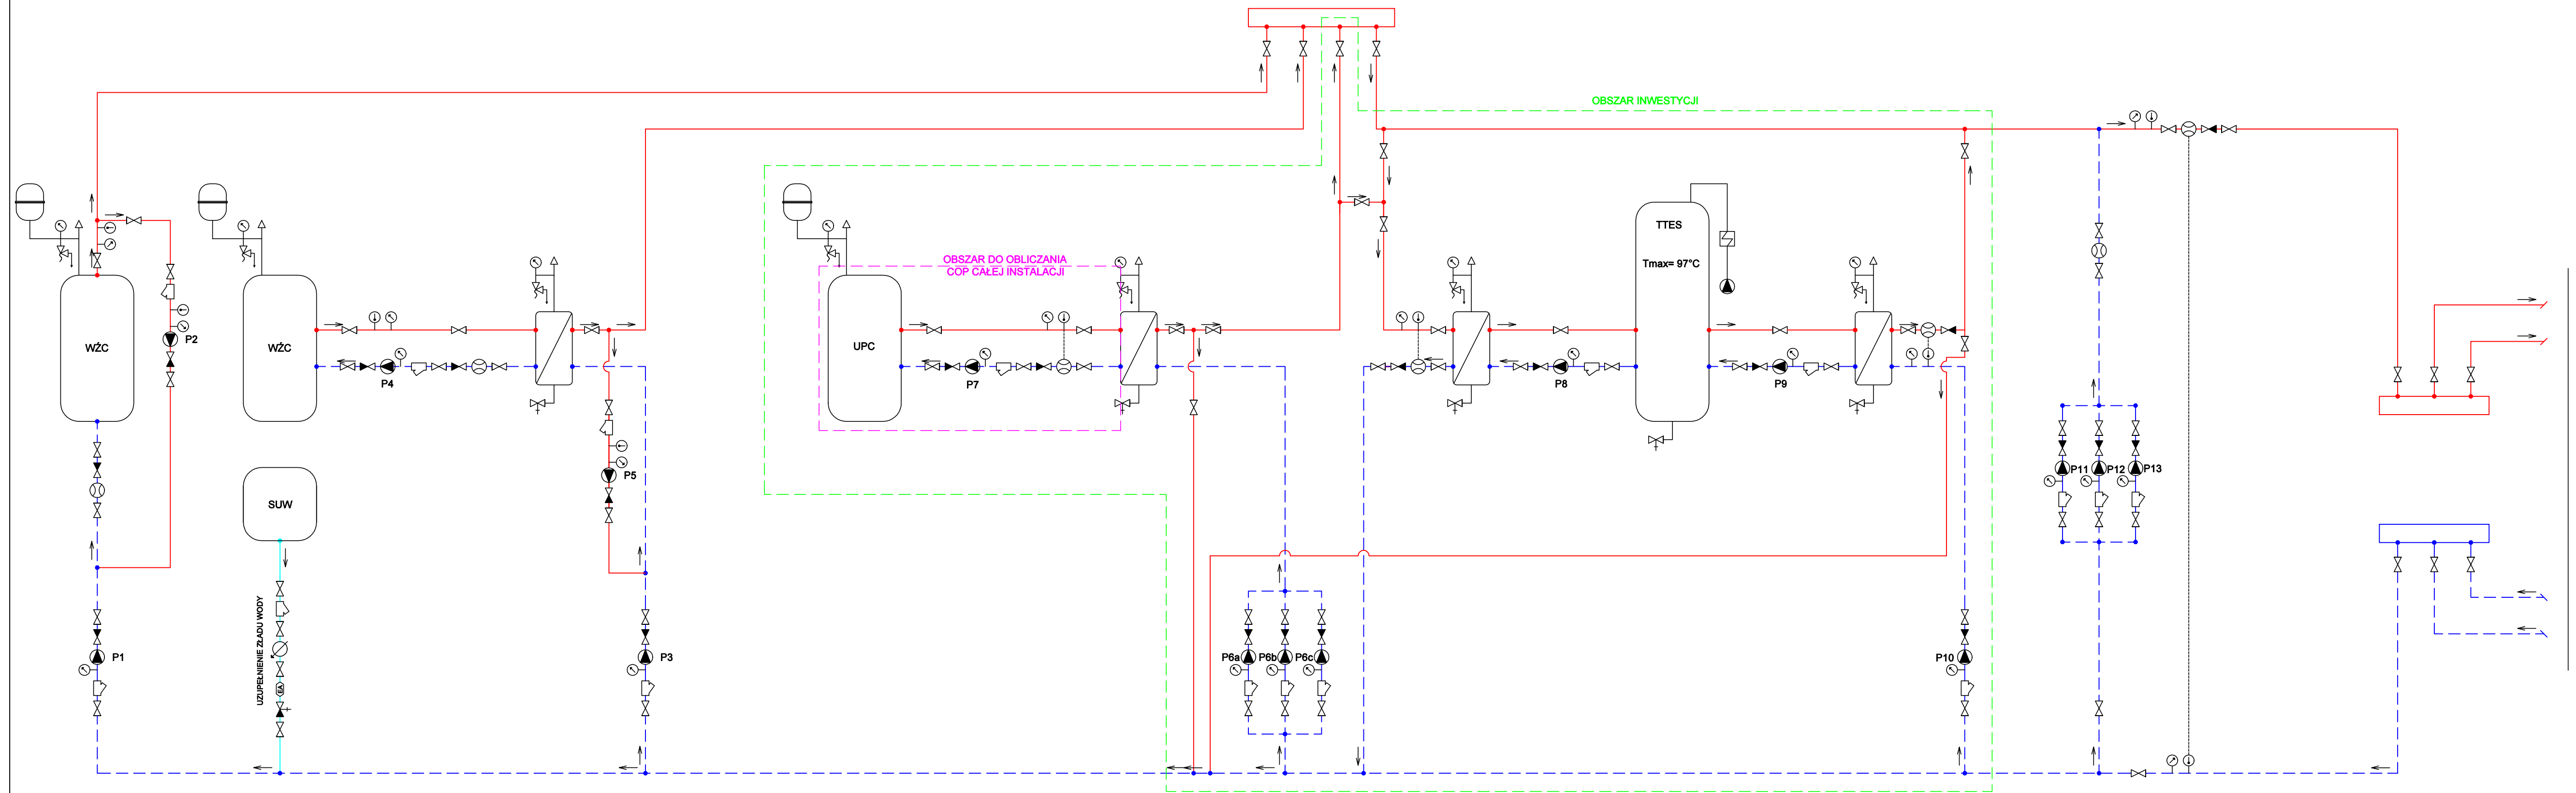 OBSZAR INWESTYCJI
WŻC
P2
WŻC
P4
P5
OBSZAR DO OBLICZANIA
COP CAŁEJ INSTALACJI
UPC
P7
P8
TTES
Tmax= 97°C
P9
P11
P12
P13
SUW
UZUPEŁNIENIE ZŁADU WODY
BA
P1
P3
P6a
P6b
P6c
P10